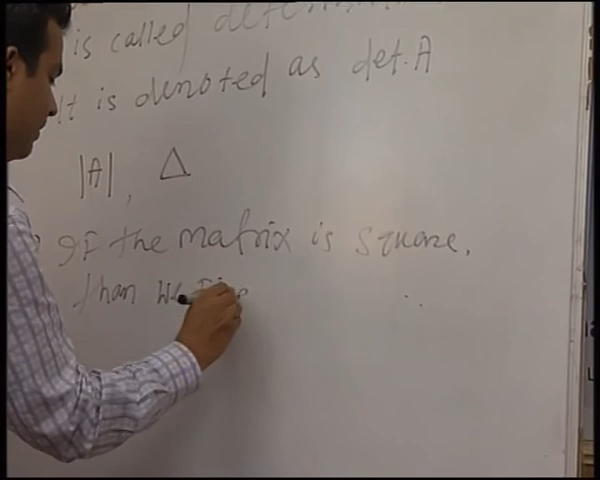 is called determin
It is denoted as det. A
|A|, Δ
If the matrix is square,
than we